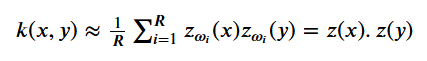 k(x, y) ≈ 1/R ∑_{i=1}^{R} z_{ω_i}(x) z_{ω_i}(y) = z(x). z(y)